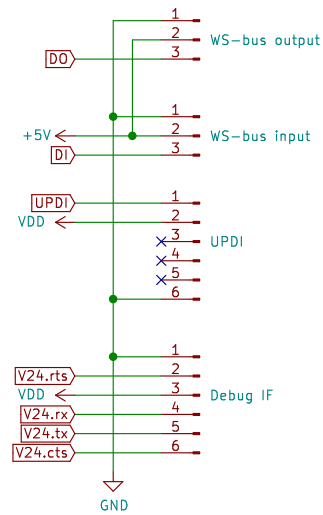 1
2 WS-bus output
DO 3
1
+5V 2 WS-bus input
DI 3
UPDI 1
VDD 2
3 UPDI
4
5
6
1
V24.rts 2
VDD 3 Debug IF
V24.rx 4
V24.tx 5
V24.cts 6
GND